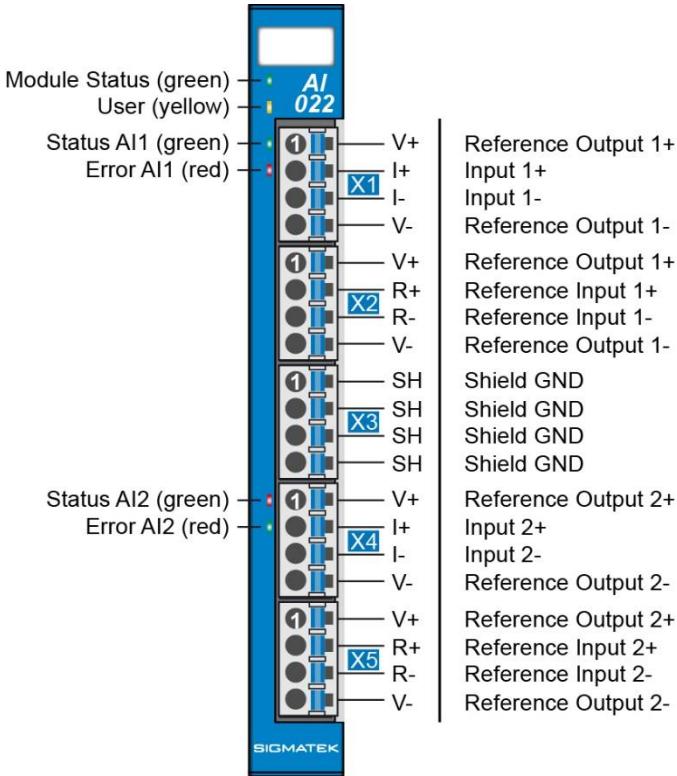 AI
022
Module Status (green)
User (yellow)
Status AI1 (green)
Error AI1 (red)
1
X1
V+ Reference Output 1+
I+ Input 1+
I- Input 1-
V- Reference Output 1-
1
X2
V+ Reference Output 1+
R+ Reference Input 1+
R- Reference Input 1-
V- Reference Output 1-
1
X3
SH Shield GND
SH Shield GND
SH Shield GND
SH Shield GND
Status AI2 (green)
Error AI2 (red)
1
X4
V+ Reference Output 2+
I+ Input 2+
I- Input 2-
V- Reference Output 2-
1
X5
V+ Reference Output 2+
R+ Reference Input 2+
R- Reference Input 2-
V- Reference Output 2-
SIGMATEK